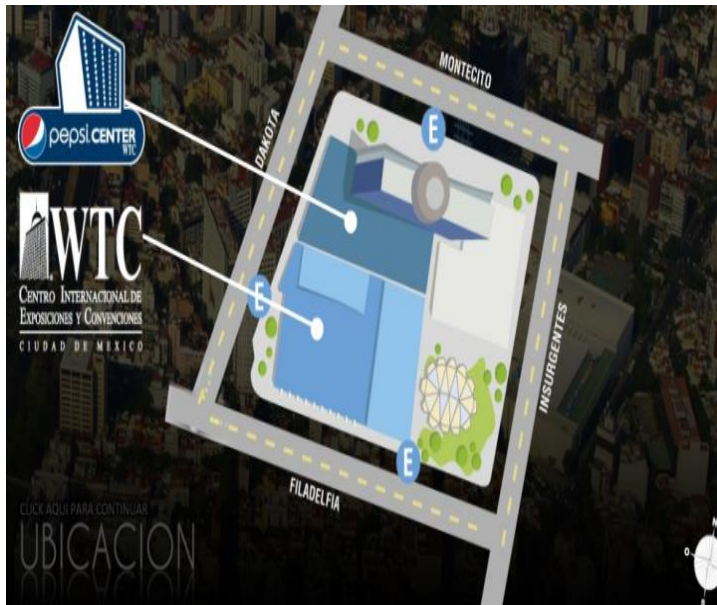 pepsi.CENTER
WTC
WTC
CENTRO INTERNACIONAL DE
EXPOSICIONES Y CONVENCIONES
CIUDAD DE MEXICO
MONTECITO
DAKOTA
INSURGENTES
FILADELFIA
E
E
E
CLICK AQUI PARA CONTINUAR
UBICACION
N
O